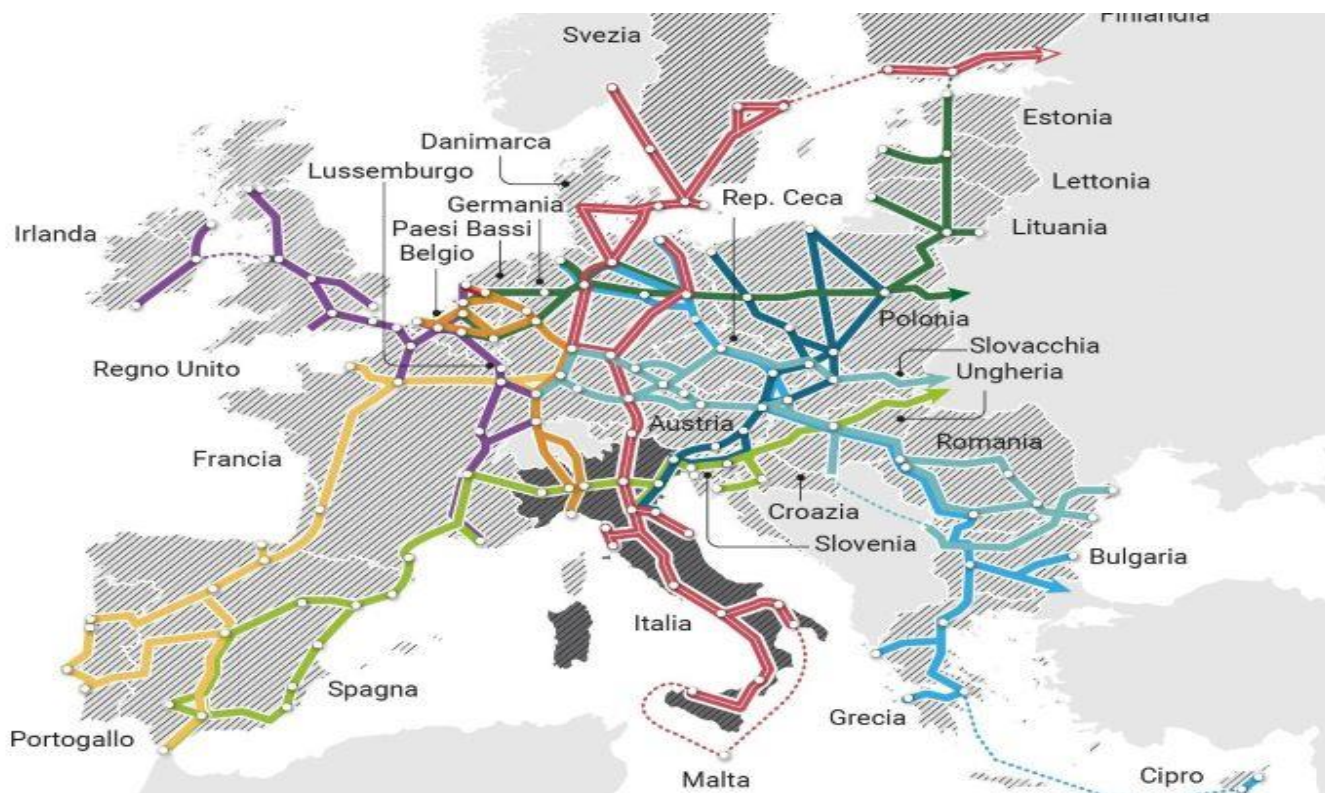 Finlandia
Svezia
Estonia
Danimarca
Lussemburgo
Lettonia
Rep. Ceca
Germania
Irlanda
Paesi Bassi
Lituania
Belgio
Polonia
Slovacchia
Regno Unito
Ungheria
Austria
Romania
Francia
Croazia
Slovenia
Bulgaria
Italia
Spagna
Grecia
Portogallo
Malta
Cipro